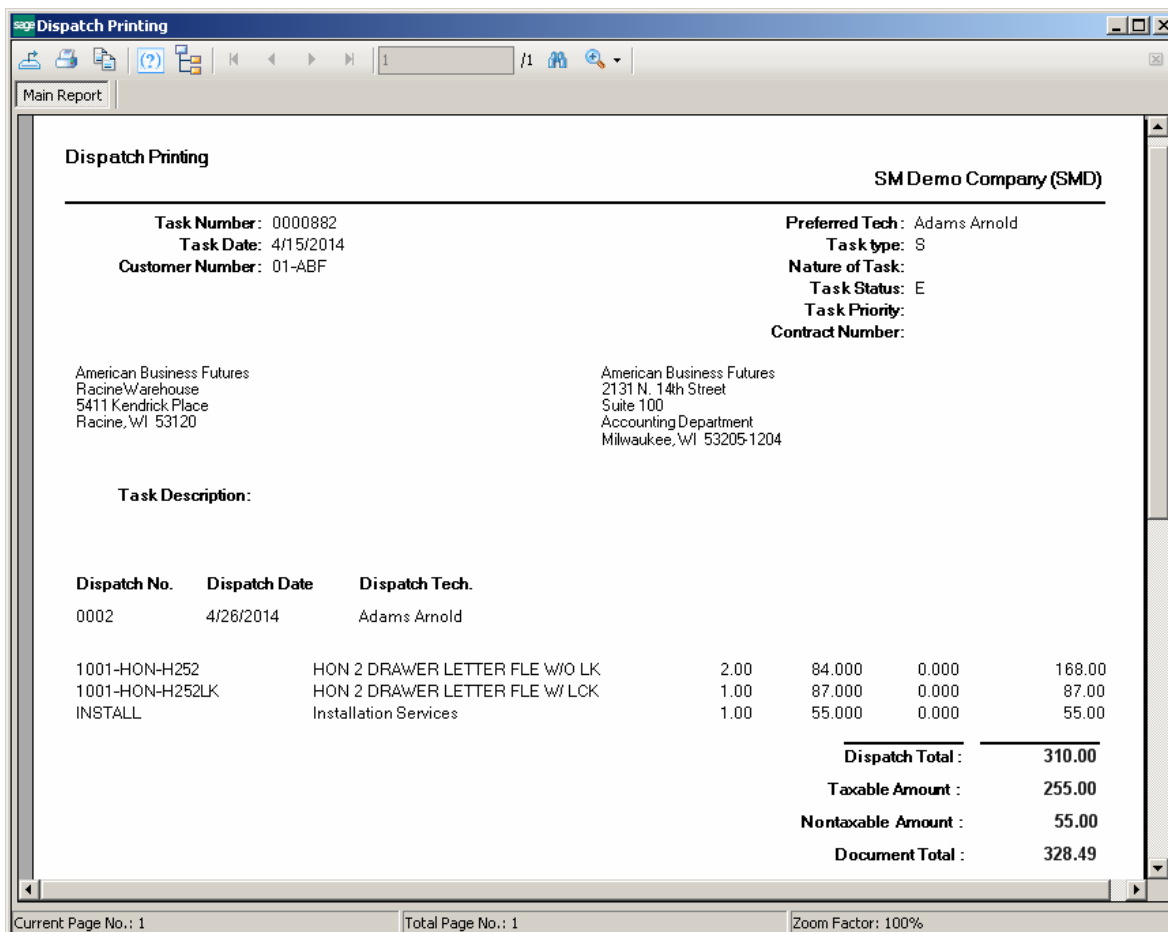 sage Dispatch Printing
(?) 1 /1
Main Report
Dispatch Printing
SM Demo Company (SMD)
Task Number: 0000882 Preferred Tech: Adams Arnold
Task Date: 4/15/2014 Task type: S
Customer Number: 01-ABF Nature of Task:
Task Status: E
Task Priority:
Contract Number:
American Business Futures American Business Futures
Racine Warehouse 2131 N. 14th Street
5411 Kendrick Place Suite 100
Racine, WI 53120 Accounting Department
Milwaukee, WI 53205-1204
Task Description:
Dispatch No. Dispatch Date Dispatch Tech.
0002 4/26/2014 Adams Arnold
1001-HON-H252 HON 2 DRAWER LETTER FLE W/O LK 2.00 84.000 0.000 168.00
1001-HON-H252LK HON 2 DRAWER LETTER FLE W/ LCK 1.00 87.000 0.000 87.00
INSTALL Installation Services 1.00 55.000 0.000 55.00
Dispatch Total : 310.00
Taxable Amount : 255.00
Nontaxable Amount : 55.00
Document Total : 328.49
Current Page No.: 1 Total Page No.: 1 Zoom Factor: 100%